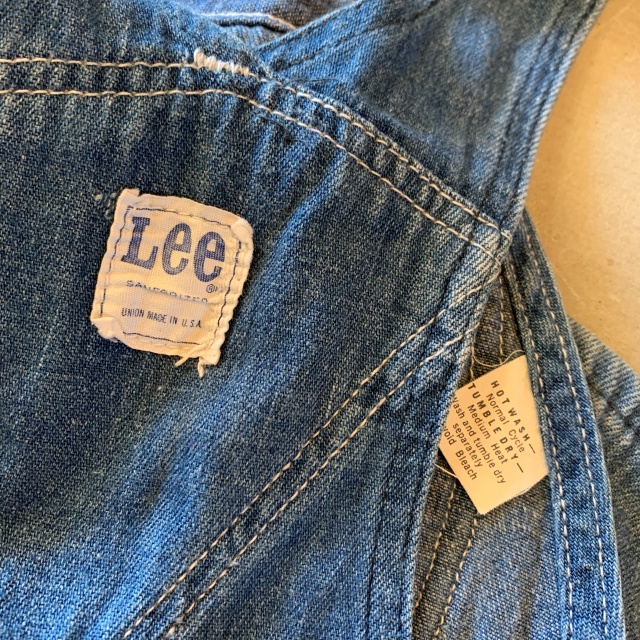 Lee
®
SANFORIZED
UNION MADE IN U.S.A.
HOT WASH—
Normal Cycle
TUMBLE DRY—
Medium Heat
Wash and tumble dry
separately
Avoid Bleach